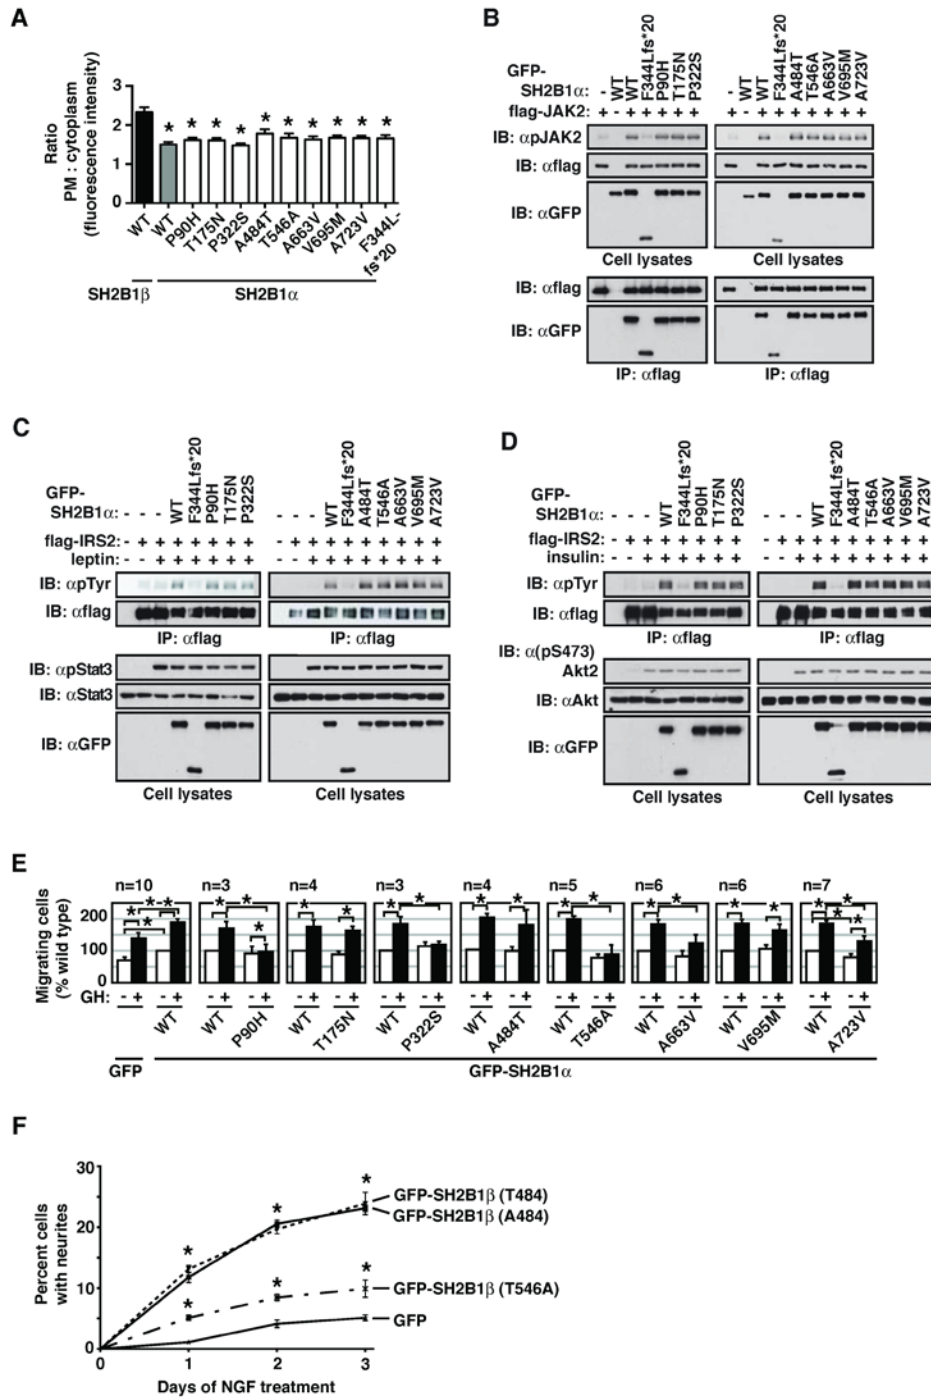 A
Ratio
PM : cytoplasm
(fluorescence intensity)
3
2
1
0
* * * * * * * * * *
WT
WT
P90H
T175N
P322S
A484T
T546A
A663V
V695M
A723V
F344L-
fs*20
SH2B1β
SH2B1α
B
GFP-
SH2B1α:
- WT WT F344Lfs*20 P90H T175N P322S
- WT WT F344Lfs*20 A484T T546A A663V V695M A723V
flag-JAK2: + - + + + + + + - + + + + + + +
IB: αpJAK2
IB: αflag
IB: αGFP
Cell lysates
Cell lysates
IB: αflag
IB: αGFP
IP: αflag
IP: αflag
C
GFP-
SH2B1α:
- - - WT F344Lfs*20 P90H T175N P322S
- - - WT F344Lfs*20 A484T T546A A663V V695M A723V
flag-IRS2: - + + + + + + + - + + + + + + + + +
leptin: - - + + + + + + - - + + + + + + + +
IB: αpTyr
IB: αflag
IP: αflag
IP: αflag
IB: αpStat3
IB: αStat3
IB: αGFP
Cell lysates
Cell lysates
D
GFP-
SH2B1α:
- - - WT F344Lfs*20 P90H T175N P322S
- - - WT F344Lfs*20 A484T T546A A663V V695M A723V
flag-IRS2: - + + + + + + + - + + + + + + + + +
insulin: - - + + + + + + - - + + + + + + + +
IB: αpTyr
IB: αflag
IP: αflag
IP: αflag
IB: α(pS473)
Akt2
IB: αAkt
IB: αGFP
Cell lysates
Cell lysates
E
Migrating cells
(% wild type)
200
100
0
n=10 n=3 n=4 n=3 n=4 n=5 n=6 n=6 n=7
GH: - + - + - + - + - + - + - + - + - + - + - + - + - + - + - + - + - + - +
WT
WT P90H
WT T175N
WT P322S
WT A484T
WT T546A
WT A663V
WT V695M
WT A723V
GFP
GFP-SH2B1α
F
Percent cells
with neurites
30
20
10
0
0 1 2 3
Days of NGF treatment
* * *
* * *
GFP-SH2B1β (T484)
GFP-SH2B1β (A484)
GFP-SH2B1β (T546A)
GFP